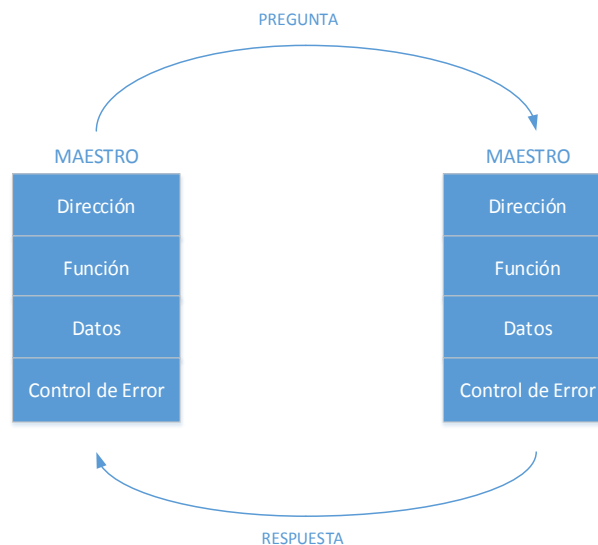 PREGUNTA
MAESTRO
Dirección
Función
Datos
Control de Error
MAESTRO
Dirección
Función
Datos
Control de Error
RESPUESTA